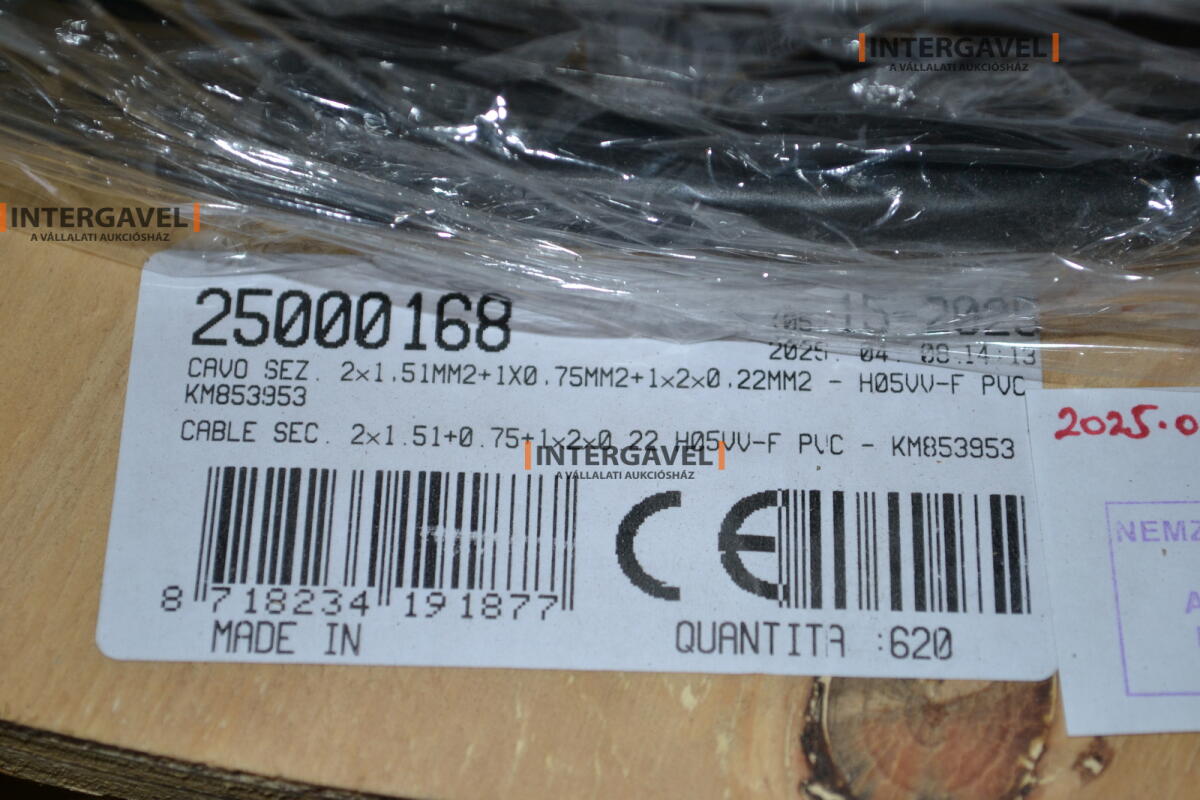 INTERGAVEL
A VÁLLALATI AUKCIÓSHÁZ
INTERGAVEL
A VÁLLALATI AUKCIÓSHÁZ
25000168
15-2025
2025. 04. 08.14:13
CAVO SEZ. 2x1.51MM2+1X0.75MM2+1x2x0.22MM2 - H05VV-F PVC
KM853953
CABLE SEC. 2x1.51+0.75+1x2x0.22 H05VV-F PVC - KM853953
2025.0
INTERGAVEL
A VÁLLALATI AUKCIÓSHÁZ
CE
NEMZ
8 718234 191877
MADE IN
QUANTITA :620